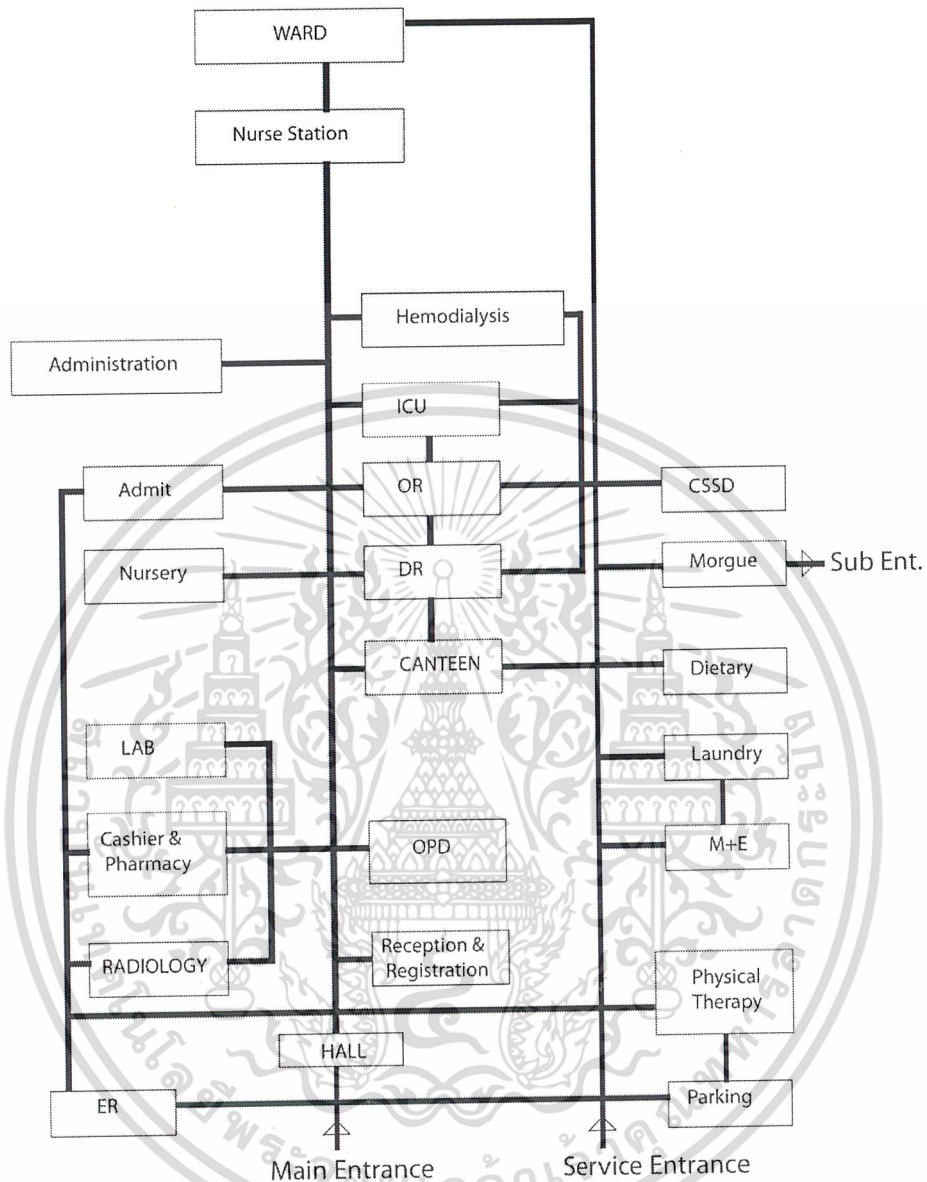 WARD
Nurse Station
Hemodialysis
Administration
ICU
Admit
OR
CSSD
Nursery
DR
Morgue
Sub Ent.
CANTEEN
Dietary
LAB
Laundry
Cashier &
Pharmacy
OPD
M+E
RADIOLOGY
Reception &
Registration
Physical
Therapy
HALL
ER
Parking
Main Entrance
Service Entrance